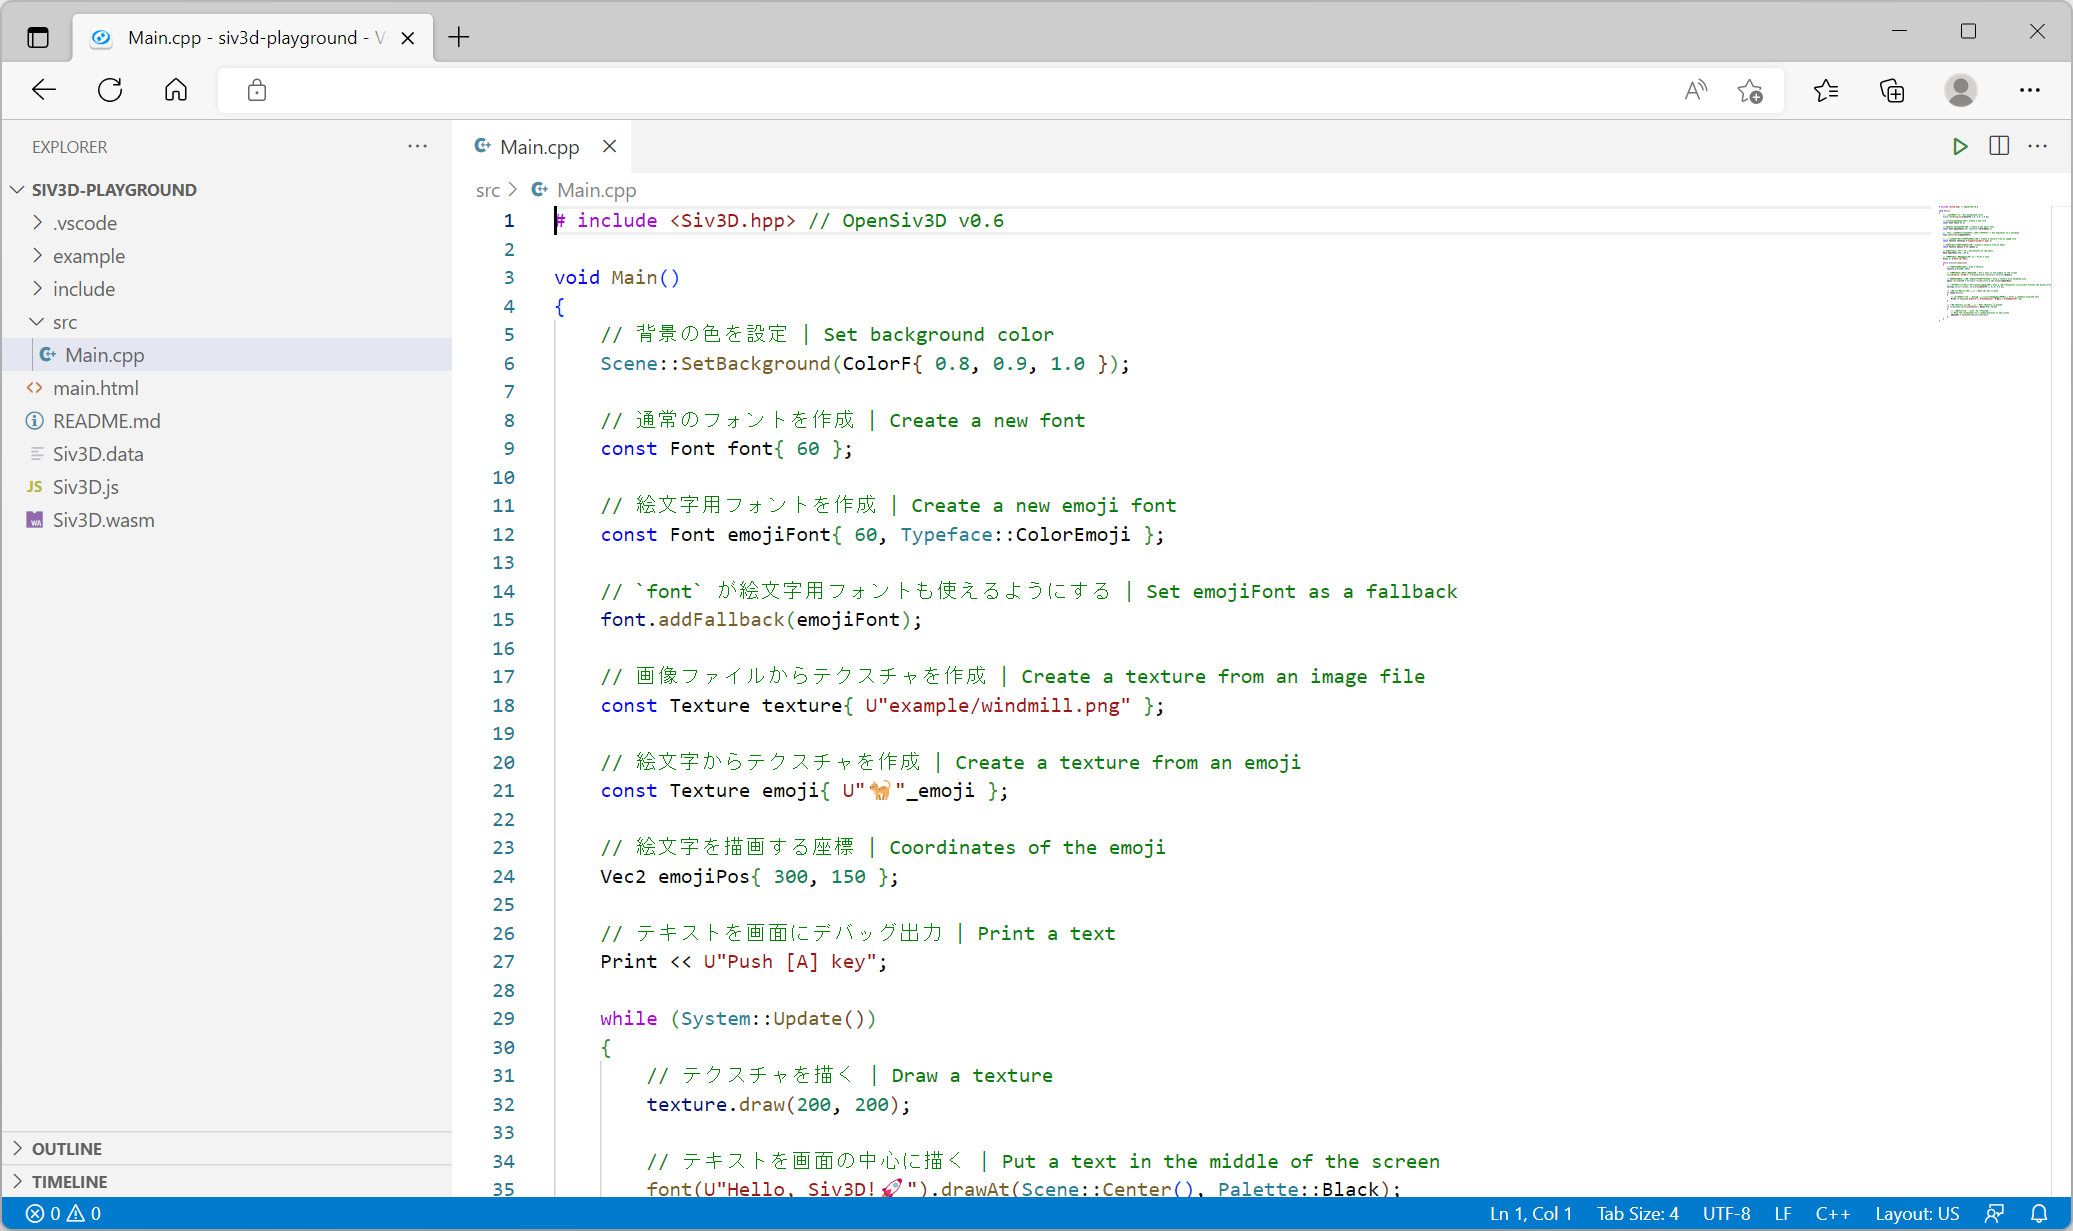 Main.cpp - siv3d-playground - V
EXPLORER
SIV3D-PLAYGROUND
.vscode
example
include
src
Main.cpp
main.html
README.md
Siv3D.data
JS Siv3D.js
WA Siv3D.wasm
OUTLINE
TIMELINE
Main.cpp
src > Main.cpp
1 # include <Siv3D.hpp> // OpenSiv3D v0.6
2
3 void Main()
4 {
5 // 背景の色を設定 | Set background color
6 Scene::SetBackground(ColorF{ 0.8, 0.9, 1.0 });
7
8 // 通常のフォントを作成 | Create a new font
9 const Font font{ 60 };
10
11 // 絵文字用フォントを作成 | Create a new emoji font
12 const Font emojiFont{ 60, Typeface::ColorEmoji };
13
14 // `font` が絵文字用フォントも使えるようにする | Set emojiFont as a fallback
15 font.addFallback(emojiFont);
16
17 // 画像ファイルからテクスチャを作成 | Create a texture from an image file
18 const Texture texture{ U"example/windmill.png" };
19
20 // 絵文字からテクスチャを作成 | Create a texture from an emoji
21 const Texture emoji{ U"🐈"_emoji };
22
23 // 絵文字を描画する座標 | Coordinates of the emoji
24 Vec2 emojiPos{ 300, 150 };
25
26 // テキストを画面にデバッグ出力 | Print a text
27 Print << U"Push [A] key";
28
29 while (System::Update())
30 {
31 // テクスチャを描く | Draw a texture
32 texture.draw(200, 200);
33
34 // テキストを画面の中心に描く | Put a text in the middle of the screen
35 font(U"Hello, Siv3D!🚀").drawAt(Scene::Center(), Palette::Black);
0 0
Ln 1, Col 1 Tab Size: 4 UTF-8 LF C++ Layout: US